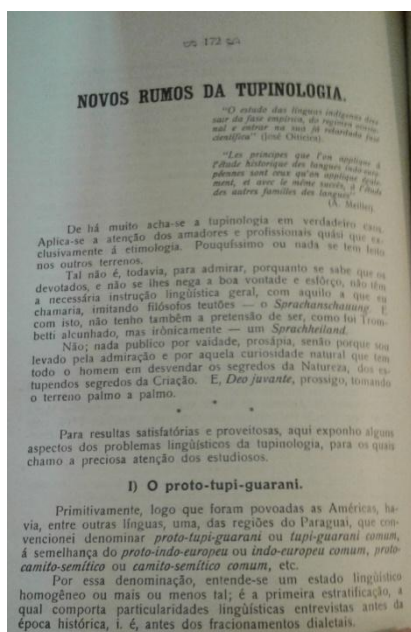 172
NOVOS RUMOS DA TUPINOLOGIA.
"O estudo das línguas indígenas deve
sair da fase empírica, do regimen
nal e entrar na sua já retardada fase
científica" (José Oiticica).
"Les principes que l'on applique à
l'étude historique des langues indo-euro-
péennes sont ceux qu'on applique égale-
ment, et avec le même succès, à l'étude
des autres familles des langues"
(A. Meillet).
De há muito acha-se a tupinologia em verdadeiro caos.
Aplica-se a atenção dos amadores e profissionais quási que ex-
clusivamente á etimologia. Pouquíssimo ou nada se tem feito
nos outros terrenos.
Tal não é, todavia, para admirar, porquanto se sabe que os
devotados, e não se lhes nega a boa vontade e esfôrço, não têm
a necessária instrução lingüística geral, com aquilo a que eu
chamaria, imitando filósofos teutões — o Sprachanschauung. E
com isto, não tenho também a pretensão de ser, como foi Trom-
betti alcunhado, mas irònicamente — um Sprachheiland.
Não; nada publico por vaidade, prosápia, senão porque sou
levado pela admiração e por aquela curiosidade natural que tem
todo o homem em desvendar os segredos da Natureza, dos es-
tupendos segredos da Criação. E, Deo juvante, prossigo, tomando
o terreno palmo a palmo.
* * *
Para resultas satisfatórias e proveitosas, aqui exponho alguns
aspectos dos problemas lingüísticos da tupinologia, para os quais
chamo a preciosa atenção dos estudiosos.
I) O proto-tupi-guarani.
Primitivamente, logo que foram povoadas as Américas, ha-
via, entre outras línguas, uma, das regiões do Paraguai, que con-
vencionei denominar proto-tupi-guarani ou tupi-guarani comum,
á semelhança do proto-indo-europeu ou indo-europeu comum, proto-
camito-semítico ou camito-semítico comum, etc.
Por essa denominação, entende-se um estado lingüístico
homogêneo ou mais ou menos tal; é a primeira estratificação, a
qual comporta particularidades lingüísticas entrevistas antes da
época histórica, i. é, antes dos fracionamentos dialetais.